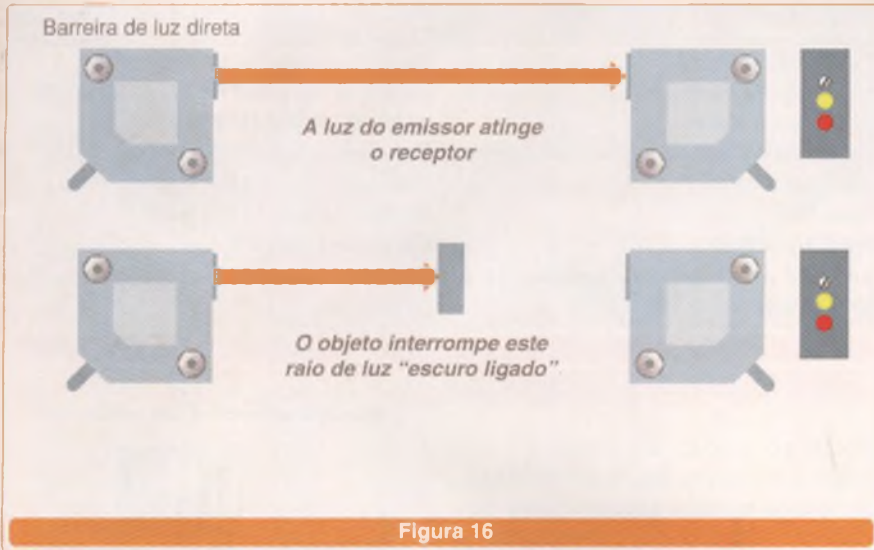 Barreira de luz direta
A luz do emissor atinge
o receptor
O objeto interrompe este
raio de luz “escuro ligado”
Figura 16